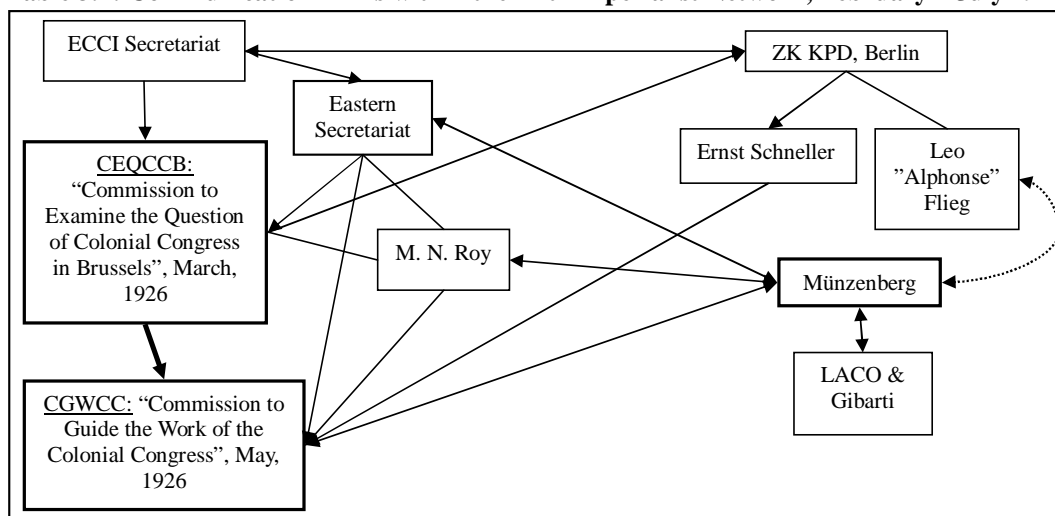 ECCI Secretariat
ZK KPD, Berlin
Eastern
Secretariat
Ernst Schneller
Leo
”Alphonse”
Flieg
CEQCCB:
“Commission to
Examine the Question
of Colonial Congress
in Brussels”, March,
1926
M. N. Roy
Münzenberg
LACO &
Gibarti
CGWCC: “Commission to
Guide the Work of the
Colonial Congress”, May,
1926